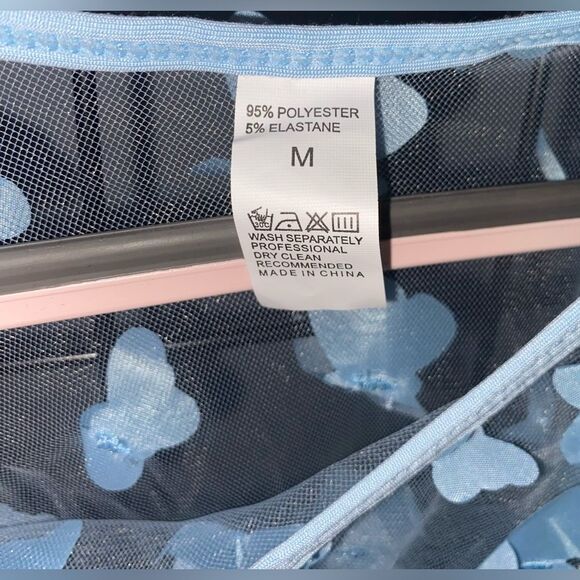 95% POLYESTER
5% ELASTANE
M
WASH SEPARATELY
PROFESSIONAL
DRY CLEAN
RECOMMENDED
MADE IN CHINA